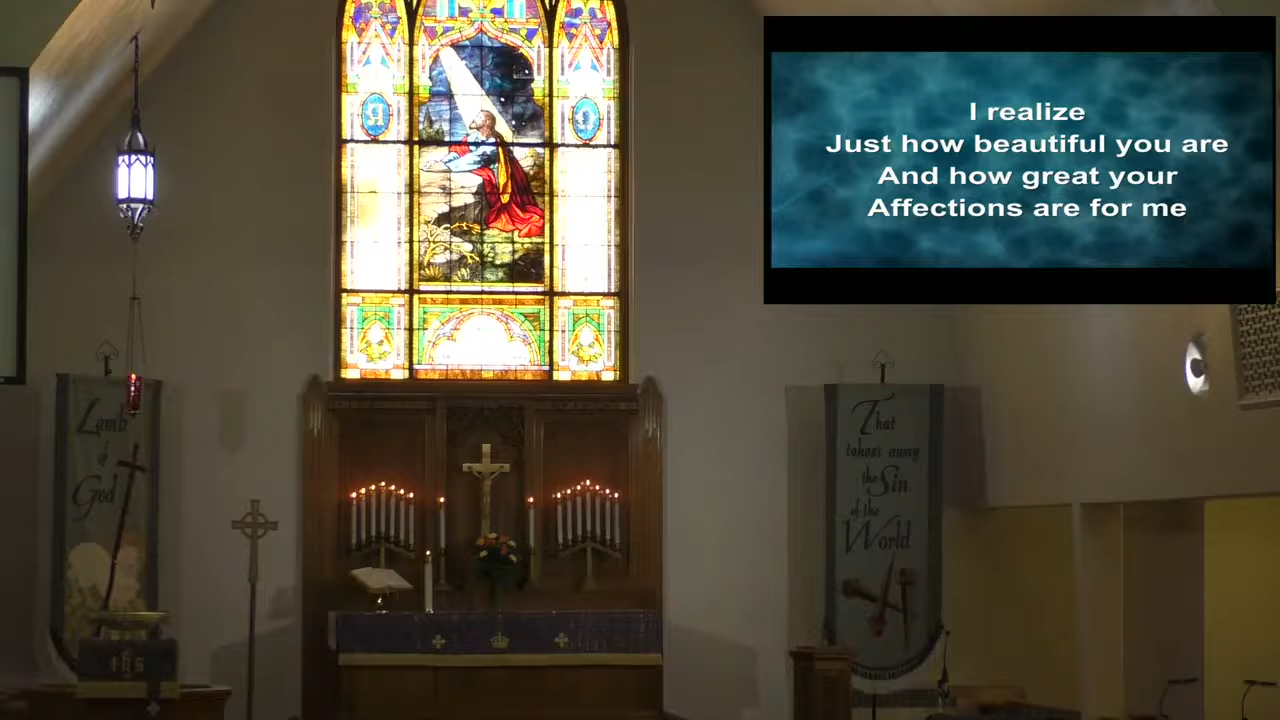 I realize
Just how beautiful you are
And how great your
Affections are for me
Lamb
of
God
That
takest away
the Sin
of the
World
ihs